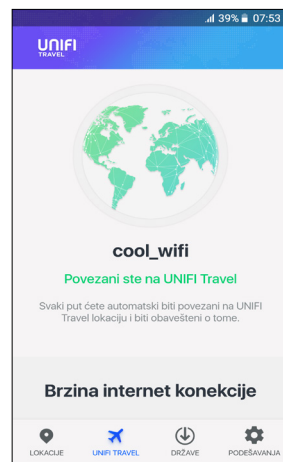 39% 07:53
UNIFI
TRAVEL
cool_wifi
Povezani ste na UNIFI Travel
Svaki put ćete automatski biti povezani na UNIFI
Travel lokaciju i biti obavešteni o tome.
Brzina internet konekcije
LOKACIJE UNIFI TRAVEL DRŽAVE PODEŠAVANJA